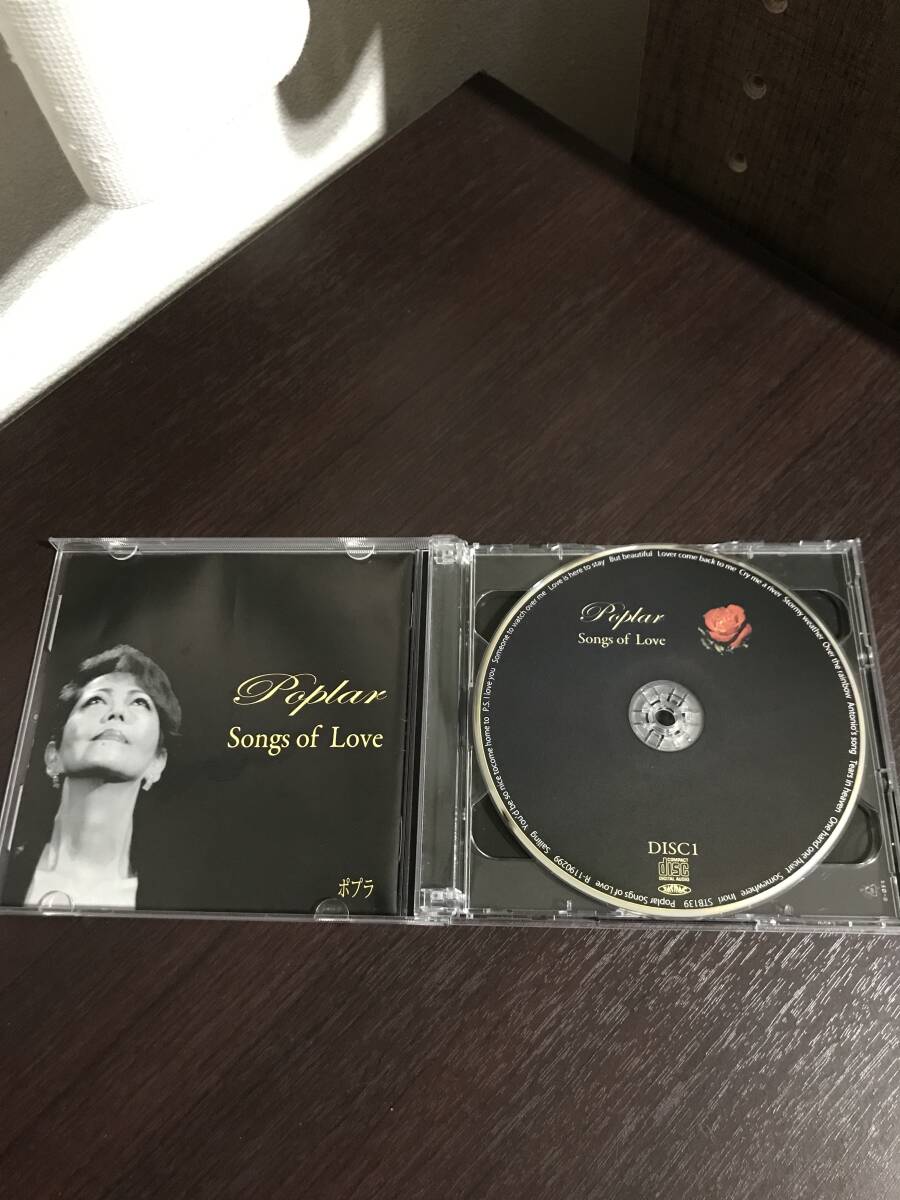 Poplar
Songs of Love
ポプラ
Poplar
Songs of Love
DISC1
COMPACT
disc
DIGITAL AUDIO
Sailing You'd be so nice tocome home to P.S. I love you Someone to watch over me Love is here to stay But beautiful Lover come back to me Cry me a river Stormy weather Over the rainbow Antonio's song Tears in heaven One hand one heart Somewhere Inori STB139 Poplar Songs of Love R-1190299